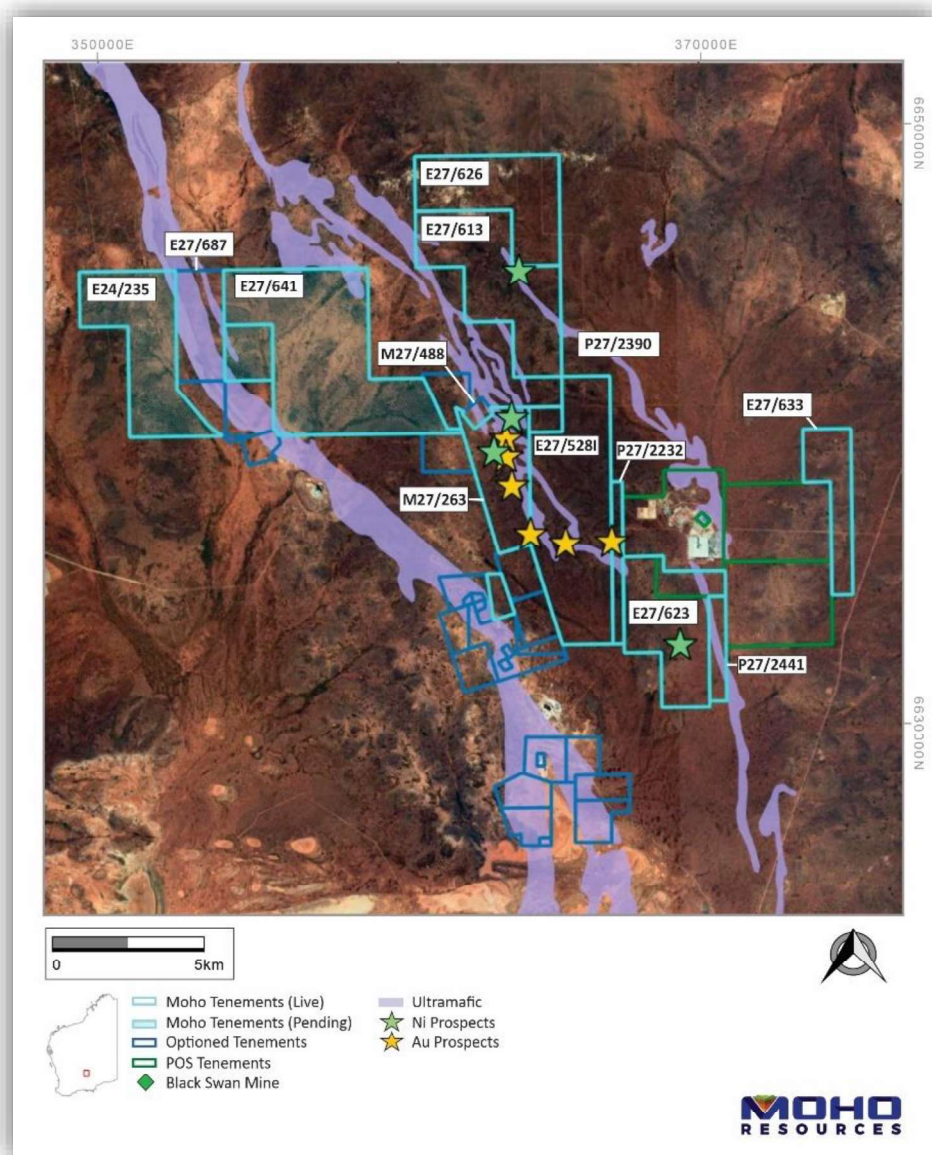 350000E
370000E
6650000N
E27/626
E27/613
E27/687
E24/235
E27/641
P27/2390
M27/488
E27/633
E27/528I
P27/2232
M27/263
E27/623
P27/2441
6630000N
0
5km
Moho Tenements (Live)
Moho Tenements (Pending)
Optioned Tenements
POS Tenements
Black Swan Mine
Ultramafic
Ni Prospects
Au Prospects
MOHO
RESOURCES